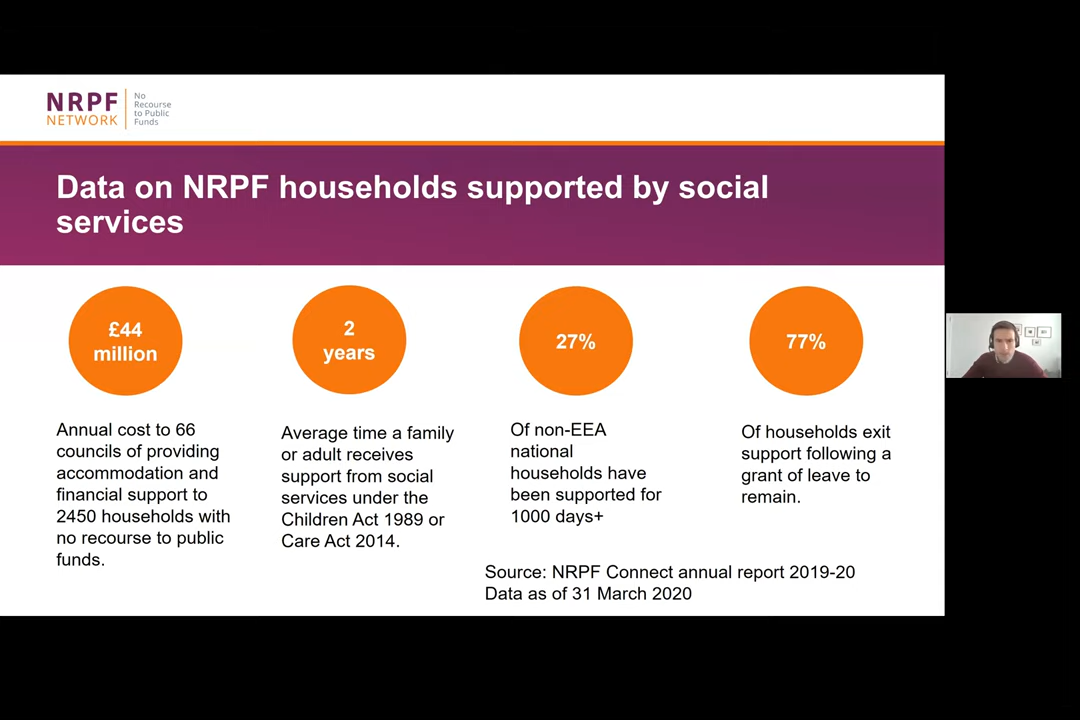 NRPF
NETWORK
No
Recourse
to Public
Funds
Data on NRPF households supported by social
services
£44
million
Annual cost to 66
councils of providing
accommodation and
financial support to
2450 households with
no recourse to public
funds.
2
years
Average time a family
or adult receives
support from social
services under the
Children Act 1989 or
Care Act 2014.
27%
Of non-EEA
national
households have
been supported for
1000 days+
77%
Of households exit
support following a
grant of leave to
remain.
Source: NRPF Connect annual report 2019-20
Data as of 31 March 2020